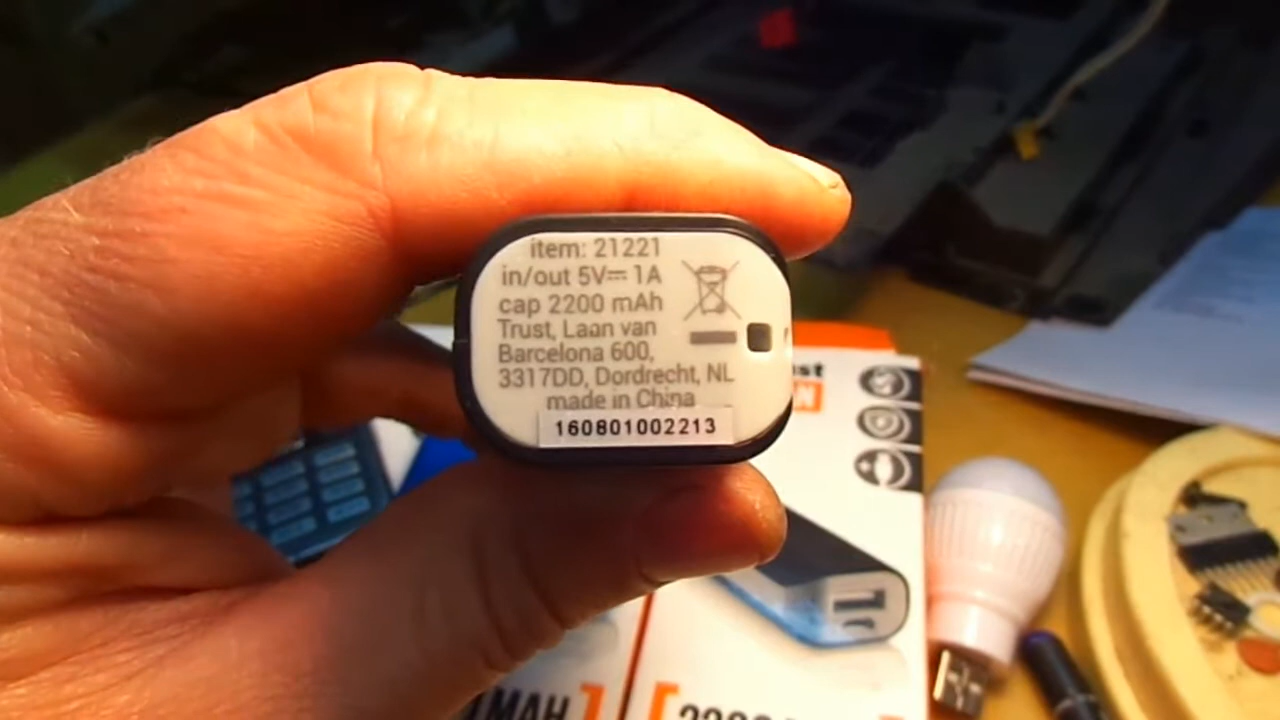 item: 21221
in/out 5V⎓ 1A
cap 2200 mAh
Trust, Laan van
Barcelona 600,
3317DD, Dordrecht, NL
made in China
160801002213
MAH